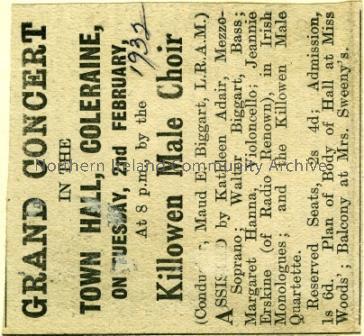 GRAND CONCERT
IN THE
TOWN HALL, COLERAINE,
ON TUESDAY, 2nd FEBRUARY,
1932
At 8 p.m. by the
Killowen Male Choir
(Conductor, Maud E. Biggart, L.R.A.M.)
ASSISTED by Kathleen Adair, Mezzo-
Soprano; Walter Biggart, Bass;
Margaret Hanna, Violoncello; Jeannie
Erskine (of Radio Renown), in Irish
Monologues; and the Killowen Male
Quartette.
Reserved Seats, 2s 4d; Admission,
1s 6d. Plan of Body of Hall at Miss
Woods'; Balcony at Mrs. Sweeny's.
Northern Ireland Community Archive